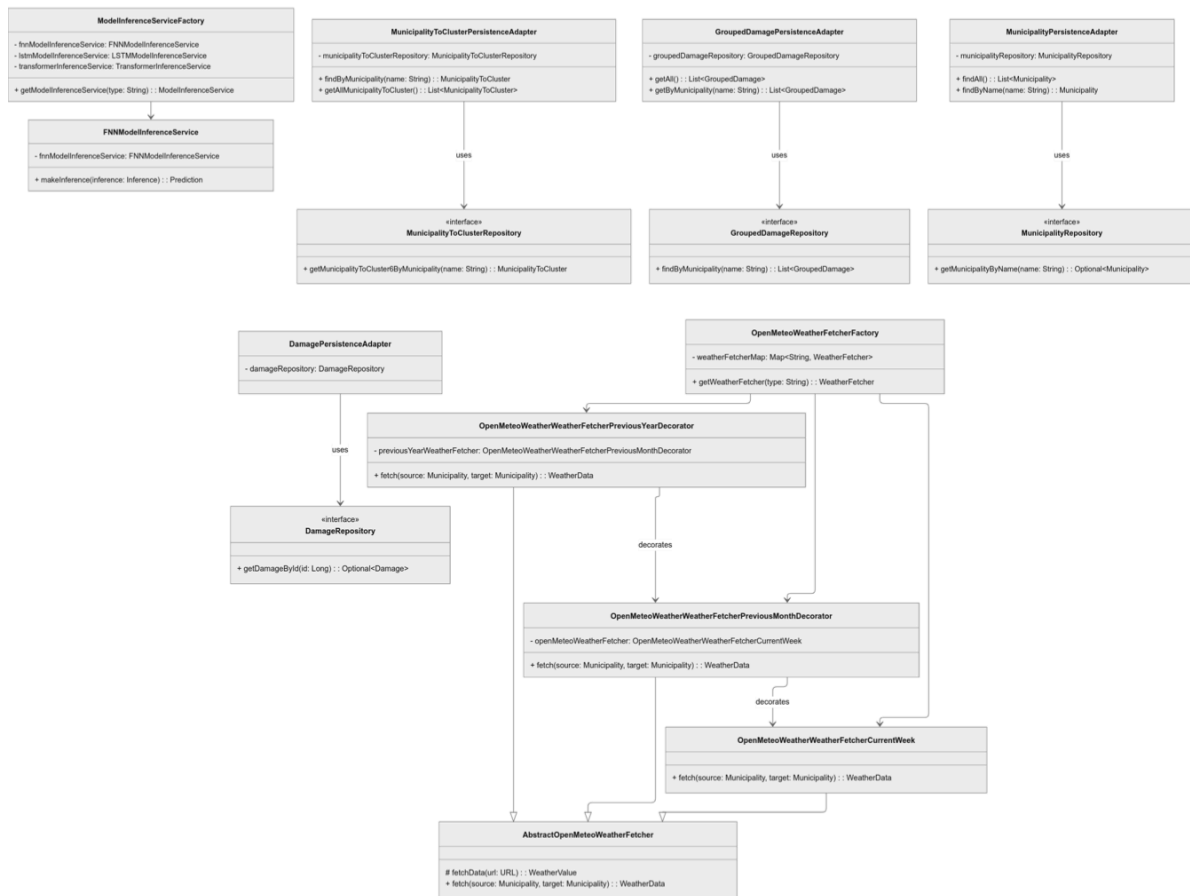 ModelInferenceServiceFactory
- fnnModelInferenceService: FNNModelInferenceService
- lstmModelInferenceService: LSTMModelInferenceService
- transformerInferenceService: TransformerInferenceService
+ getModelInferenceService(type: String) : : ModelInferenceService
FNNModelInferenceService
- fnnModelInferenceService: FNNModelInferenceService
+ makeInference(inference: Inference) : : Prediction
MunicipalityToClusterPersistenceAdapter
- municipalityToClusterRepository: MunicipalityToClusterRepository
+ findByMunicipality(name: String) : : MunicipalityToCluster
+ getAllMunicipalityToCluster() : : List<MunicipalityToCluster>
uses
«interface»
MunicipalityToClusterRepository
+ getMunicipalityToCluster6ByMunicipality(name: String) : : MunicipalityToCluster
GroupedDamagePersistenceAdapter
- groupedDamageRepository: GroupedDamageRepository
+ getAll() : : List<GroupedDamage>
+ getByMunicipality(name: String) : : List<GroupedDamage>
uses
«interface»
GroupedDamageRepository
+ findByMunicipality(name: String) : : List<GroupedDamage>
MunicipalityPersistenceAdapter
- municipalityRepository: MunicipalityRepository
+ findAll() : : List<Municipality>
+ findByName(name: String) : : Municipality
uses
«interface»
MunicipalityRepository
+ getMunicipalityByName(name: String) : : Optional<Municipality>
DamagePersistenceAdapter
- damageRepository: DamageRepository
uses
«interface»
DamageRepository
+ getDamageById(id: Long) : : Optional<Damage>
OpenMeteoWeatherFetcherFactory
- weatherFetcherMap: Map<String, WeatherFetcher>
+ getWeatherFetcher(type: String) : : WeatherFetcher
OpenMeteoWeatherWeatherFetcherPreviousYearDecorator
- previousYearWeatherFetcher: OpenMeteoWeatherWeatherFetcherPreviousMonthDecorator
+ fetch(source: Municipality, target: Municipality) : : WeatherData
decorates
OpenMeteoWeatherWeatherFetcherPreviousMonthDecorator
- openMeteoWeatherFetcher: OpenMeteoWeatherWeatherFetcherCurrentWeek
+ fetch(source: Municipality, target: Municipality) : : WeatherData
decorates
OpenMeteoWeatherWeatherFetcherCurrentWeek
+ fetch(source: Municipality, target: Municipality) : : WeatherData
AbstractOpenMeteoWeatherFetcher
# fetchData(url: URL) : : WeatherValue
+ fetch(source: Municipality, target: Municipality) : : WeatherData